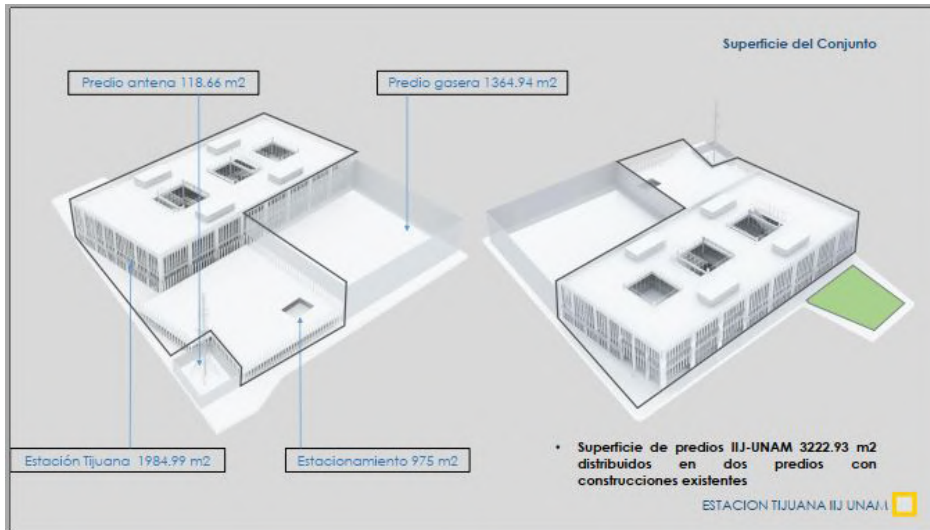 Superficie del Conjunto
Predio antena 118.66 m2
Predio gasera 1364.94 m2
Estación Tijuana 1984.99 m2
Estacionamiento 975 m2
• Superficie de predios IIJ-UNAM 3222.93 m2
distribuidos en dos predios con
construcciones existentes
ESTACION TIJUANA IIJ UNAM